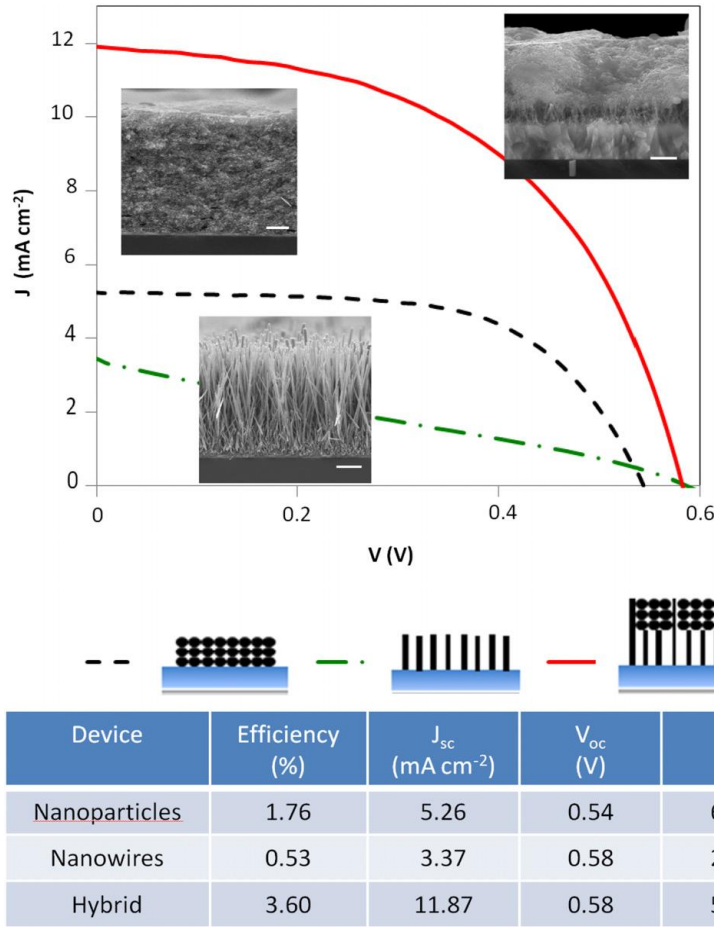 12
10
8
6
4
2
0
J (mA cm⁻²)
0 0.2 0.4 0.6
V (V)
Device Efficiency (%) J_sc (mA cm⁻²) V_oc (V)
Nanoparticles 1.76 5.26 0.54
Nanowires 0.53 3.37 0.58
Hybrid 3.60 11.87 0.58